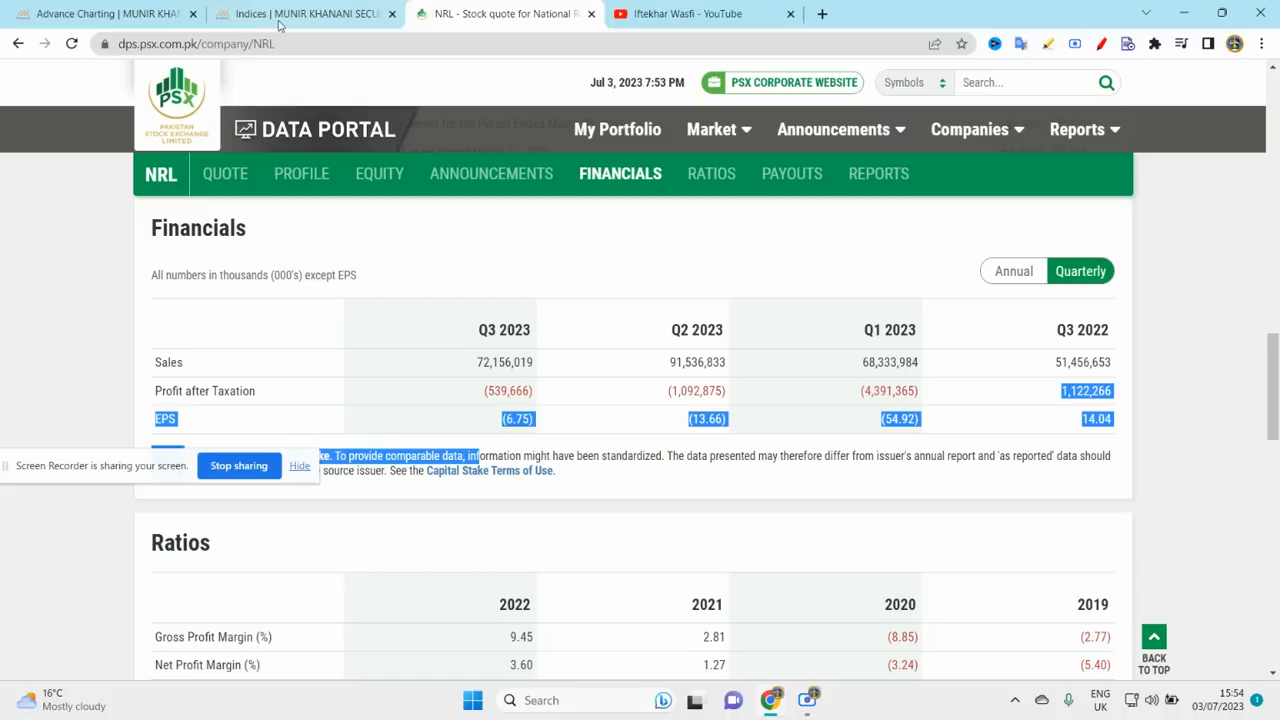 Advance Charting | MUNIR KHAN
Indices | MUNIR KHANANI SECU
NRL - Stock quote for National R
Iftekhar Wasfi - YouTube
dps.psx.com.pk/company/NRL
PSX
PAKISTAN
STOCK EXCHANGE
LIMITED
Jul 3, 2023 7:53 PM
PSX CORPORATE WEBSITE
Symbols
Search...
DATA PORTAL
My Portfolio
Market
Announcements
Companies
Reports
NRL
QUOTE
PROFILE
EQUITY
ANNOUNCEMENTS
FINANCIALS
RATIOS
PAYOUTS
REPORTS
Financials
All numbers in thousands (000's) except EPS
Annual
Quarterly
Q3 2023 Q2 2023 Q1 2023 Q3 2022
Sales 72,156,019 91,536,833 68,333,984 51,456,653
Profit after Taxation (539,666) (1,092,875) (4,391,365) 1,122,266
EPS (6.75) (13.66) (54.92) 14.04
ke. To provide comparable data, information might have been standardized. The data presented may therefore differ from issuer's annual report and 'as reported' data should
source issuer. See the Capital Stake Terms of Use.
Screen Recorder is sharing your screen.
Stop sharing
Hide
Ratios
2022 2021 2020 2019
Gross Profit Margin (%) 9.45 2.81 (8.85) (2.77)
Net Profit Margin (%) 3.60 1.27 (3.24) (5.40)
BACK
TO TOP
16°C
Mostly cloudy
Search
ENG
UK
15:54
03/07/2023
1